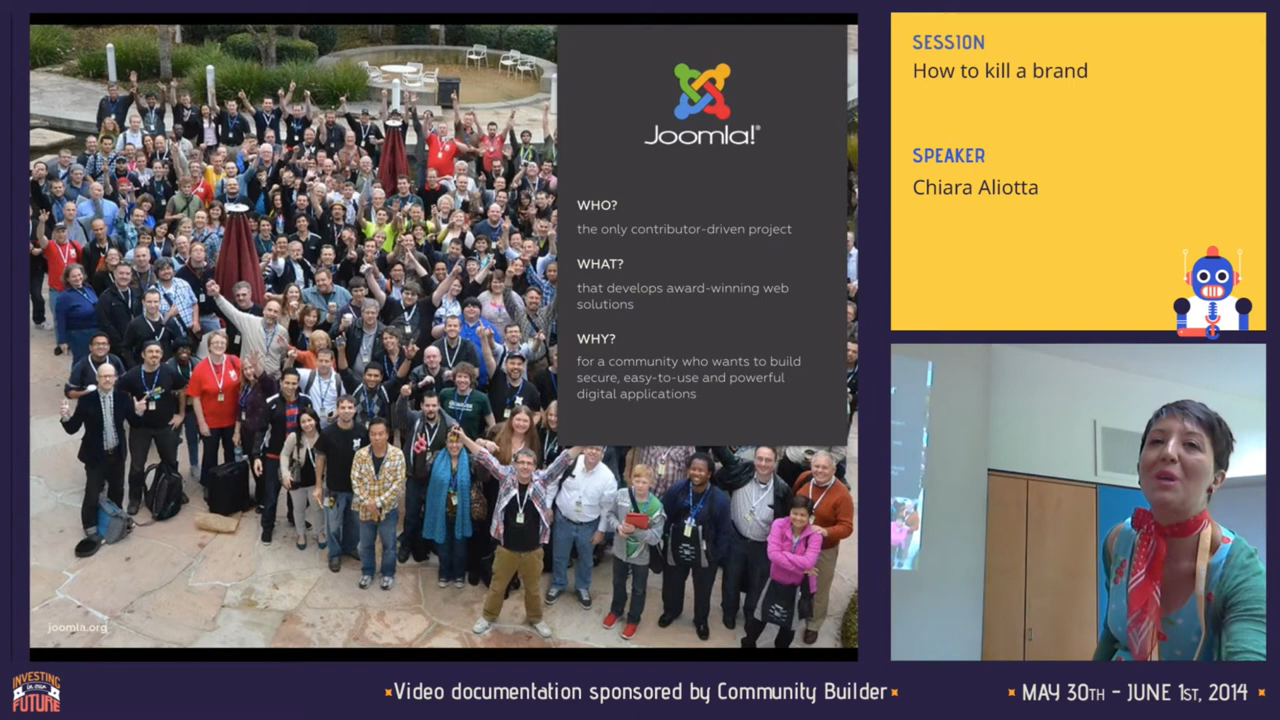 Joomla!®
WHO?
the only contributor-driven project
WHAT?
that develops award-winning web
solutions
WHY?
for a community who wants to build
secure, easy-to-use and powerful
digital applications
joomla.org
SESSION
How to kill a brand
SPEAKER
Chiara Aliotta
INVESTING
in our
FUTURE
Video documentation sponsored by Community Builder
MAY 30TH - JUNE 1ST, 2014